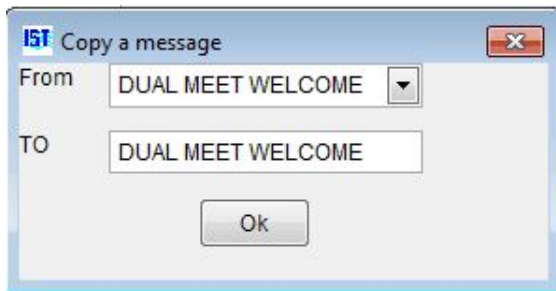 IST Copy a message
From DUAL MEET WELCOME
TO DUAL MEET WELCOME
Ok